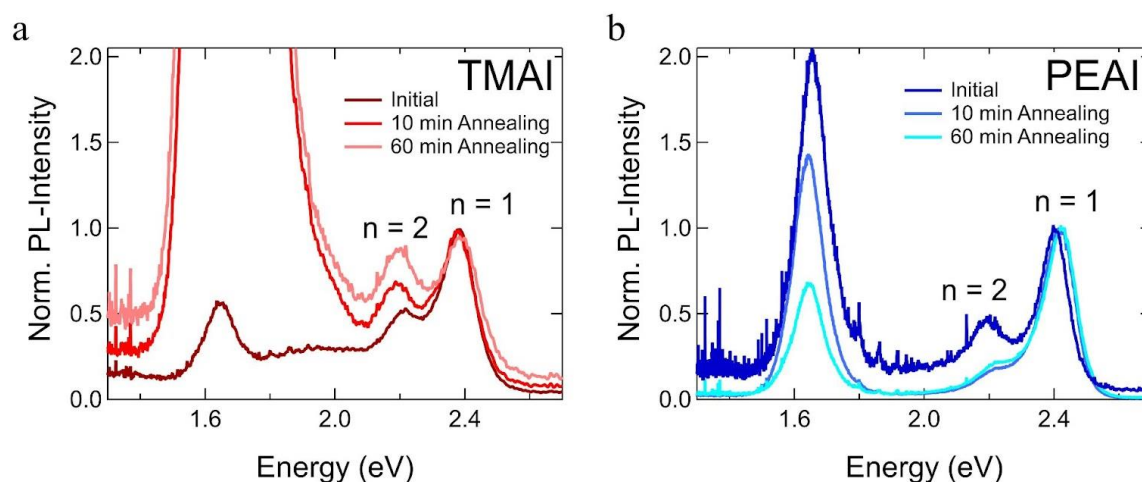 a
TMAI
Initial
10 min Annealing
60 min Annealing
n = 2
n = 1
2.0
1.5
1.0
0.5
0.0
Norm. PL-Intensity
1.6
2.0
2.4
Energy (eV)
b
PEAI
Initial
10 min Annealing
60 min Annealing
n = 2
n = 1
2.0
1.5
1.0
0.5
0.0
Norm. PL-Intensity
1.6
2.0
2.4
Energy (eV)